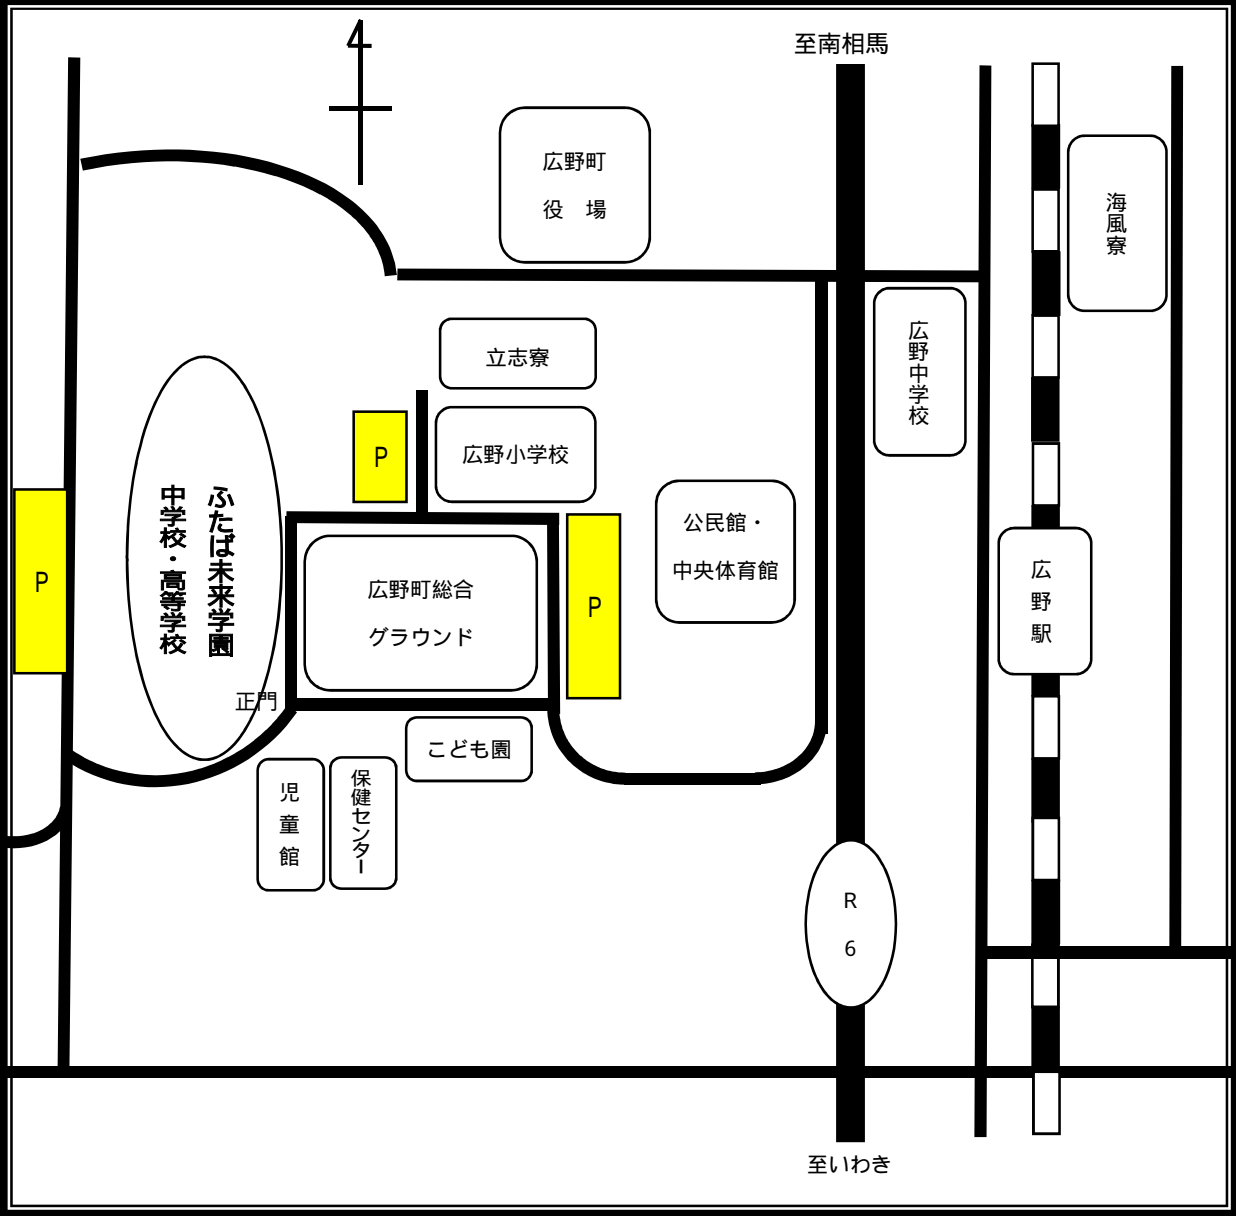 至南相馬
広野町
役　場
海風寮
広野中学校
立志寮
広野小学校
P
公民館・
中央体育館
ふたば未来学園
中学校・高等学校
P
広野町総合
グラウンド
P
広野駅
正門
こども園
児童館
保健センター
R
6
至いわき